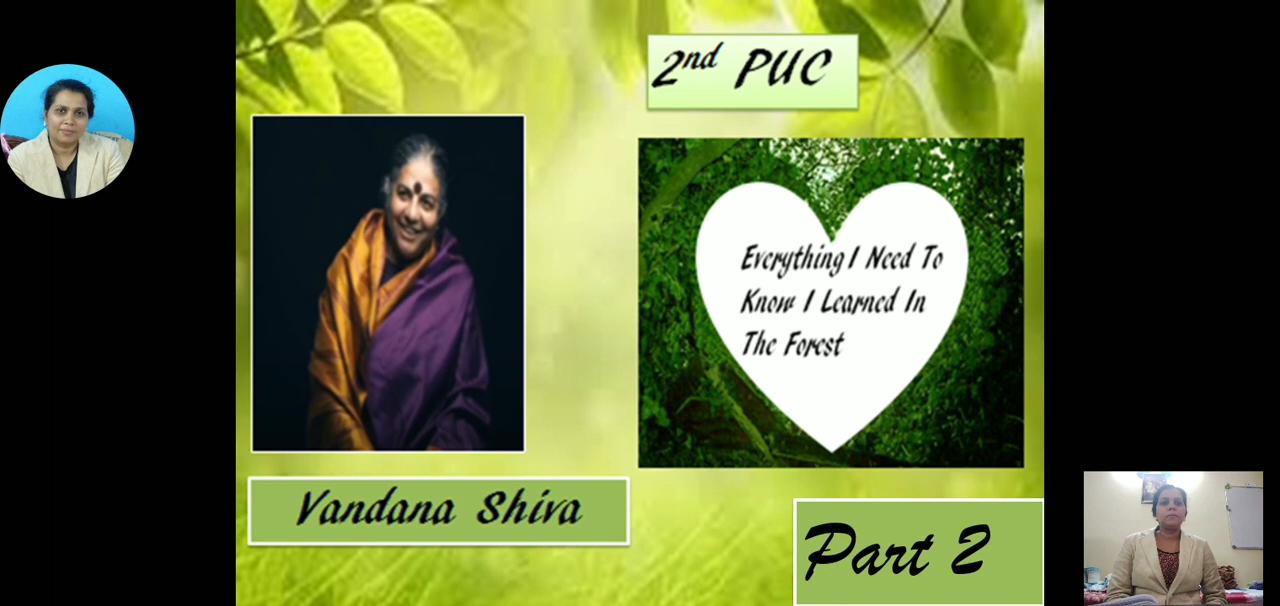 2nd PUC
Everything I Need To
Know I Learned In
The Forest
Vandana Shiva
Part 2